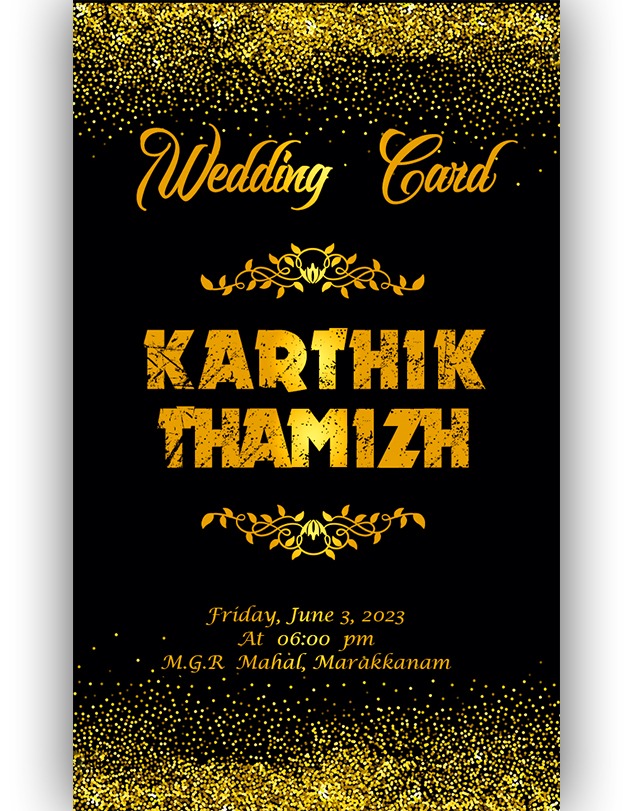 Wedding Card
KARTHIK
THAMIZH
Friday, June 3, 2023
At 06:00 pm
M.G.R Mahal, Marakkanam